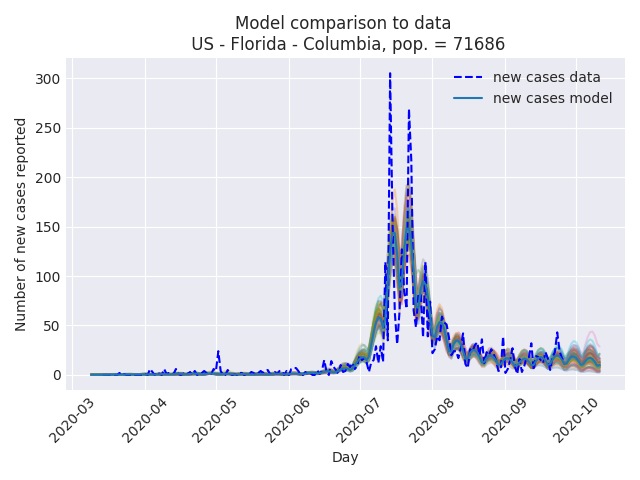 Model comparison to data
US - Florida - Columbia, pop. = 71686
new cases data
new cases model
Number of new cases reported
300
250
200
150
100
50
0
2020-03
2020-04
2020-05
2020-06
2020-07
2020-08
2020-09
2020-10
Day